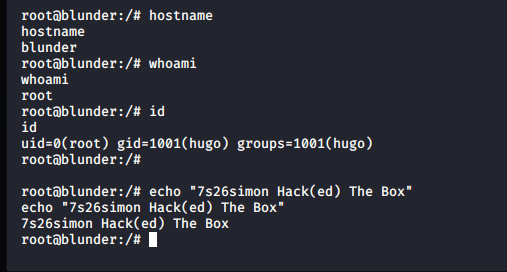 root@blunder:/# hostname
hostname
blunder
root@blunder:/# whoami
whoami
root
root@blunder:/# id
id
uid=0(root) gid=1001(hugo) groups=1001(hugo)
root@blunder:/#
root@blunder:/# echo "7s26simon Hack(ed) The Box"
echo "7s26simon Hack(ed) The Box"
7s26simon Hack(ed) The Box
root@blunder:/#